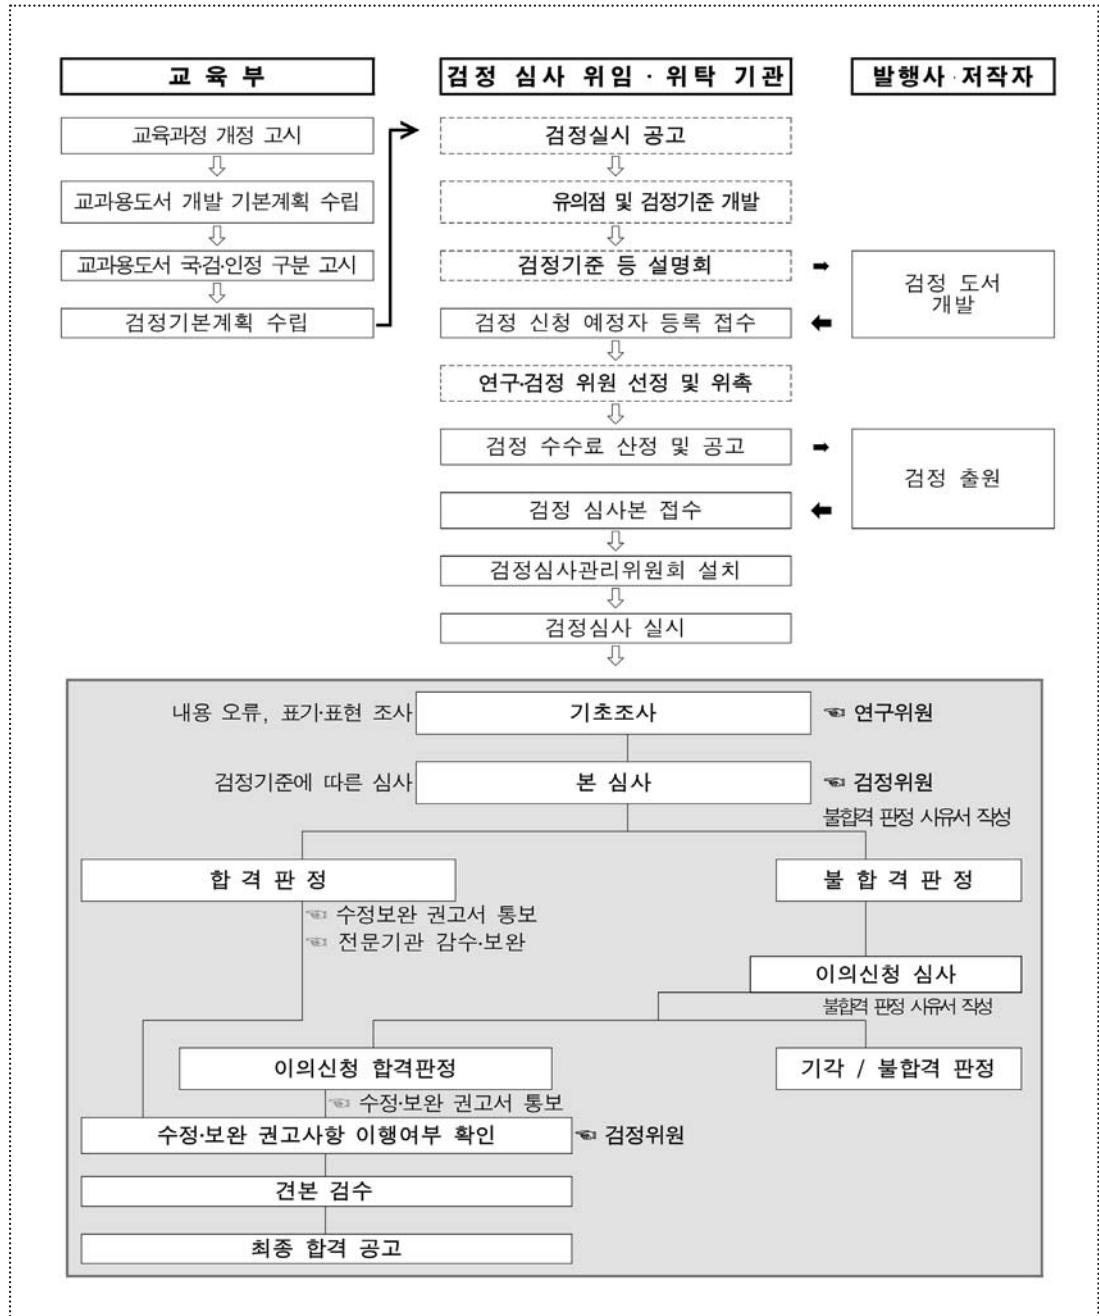 교 육 부
검정 심사 위임·위탁 기관
발행사·저작자
교육과정 개정 고시
교과용도서 개발 기본계획 수립
교과용도서 국·검·인정 구분 고시
검정기본계획 수립
검정실시 공고
유의점 및 검정기준 개발
검정기준 등 설명회
검정 신청 예정자 등록 접수
연구·검정 위원 선정 및 위촉
검정 수수료 산정 및 공고
검정 심사본 접수
검정심사관리위원회 설치
검정심사 실시
검정 도서
개발
검정 출원
내용 오류, 표기·표현 조사
기초조사
☜ 연구위원
검정기준에 따른 심사
본 심사
☜ 검정위원
불합격 판정 사유서 작성
합 격 판 정
불 합 격 판 정
☜ 수정보완 권고서 통보
☜ 전문기관 감수·보완
이의신청 심사
불합격 판정 사유서 작성
이의신청 합격판정
기각 / 불합격 판정
☜ 수정·보완 권고서 통보
수정·보완 권고사항 이행여부 확인
☜ 검정위원
견본 검수
최종 합격 공고